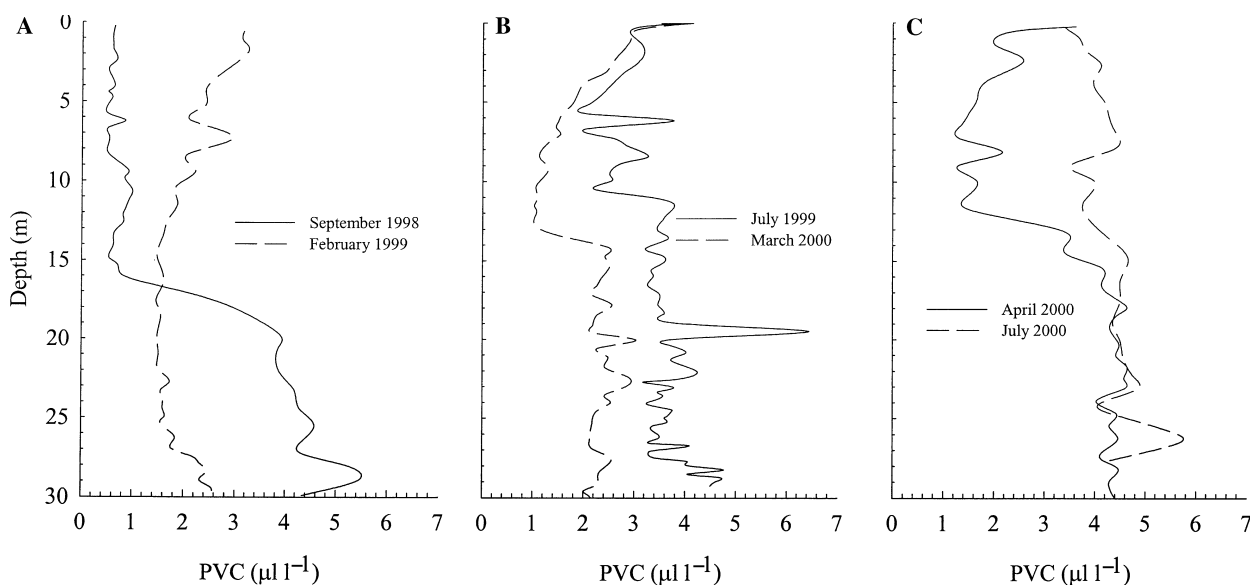 A
B
C
0
5
10
15
20
25
30
Depth (m)
September 1998
February 1999
July 1999
March 2000
April 2000
July 2000
0 1 2 3 4 5 6 7
0 1 2 3 4 5 6 7
0 1 2 3 4 5 6 7
PVC (µl l⁻¹)
PVC (µl l⁻¹)
PVC (µl l⁻¹)